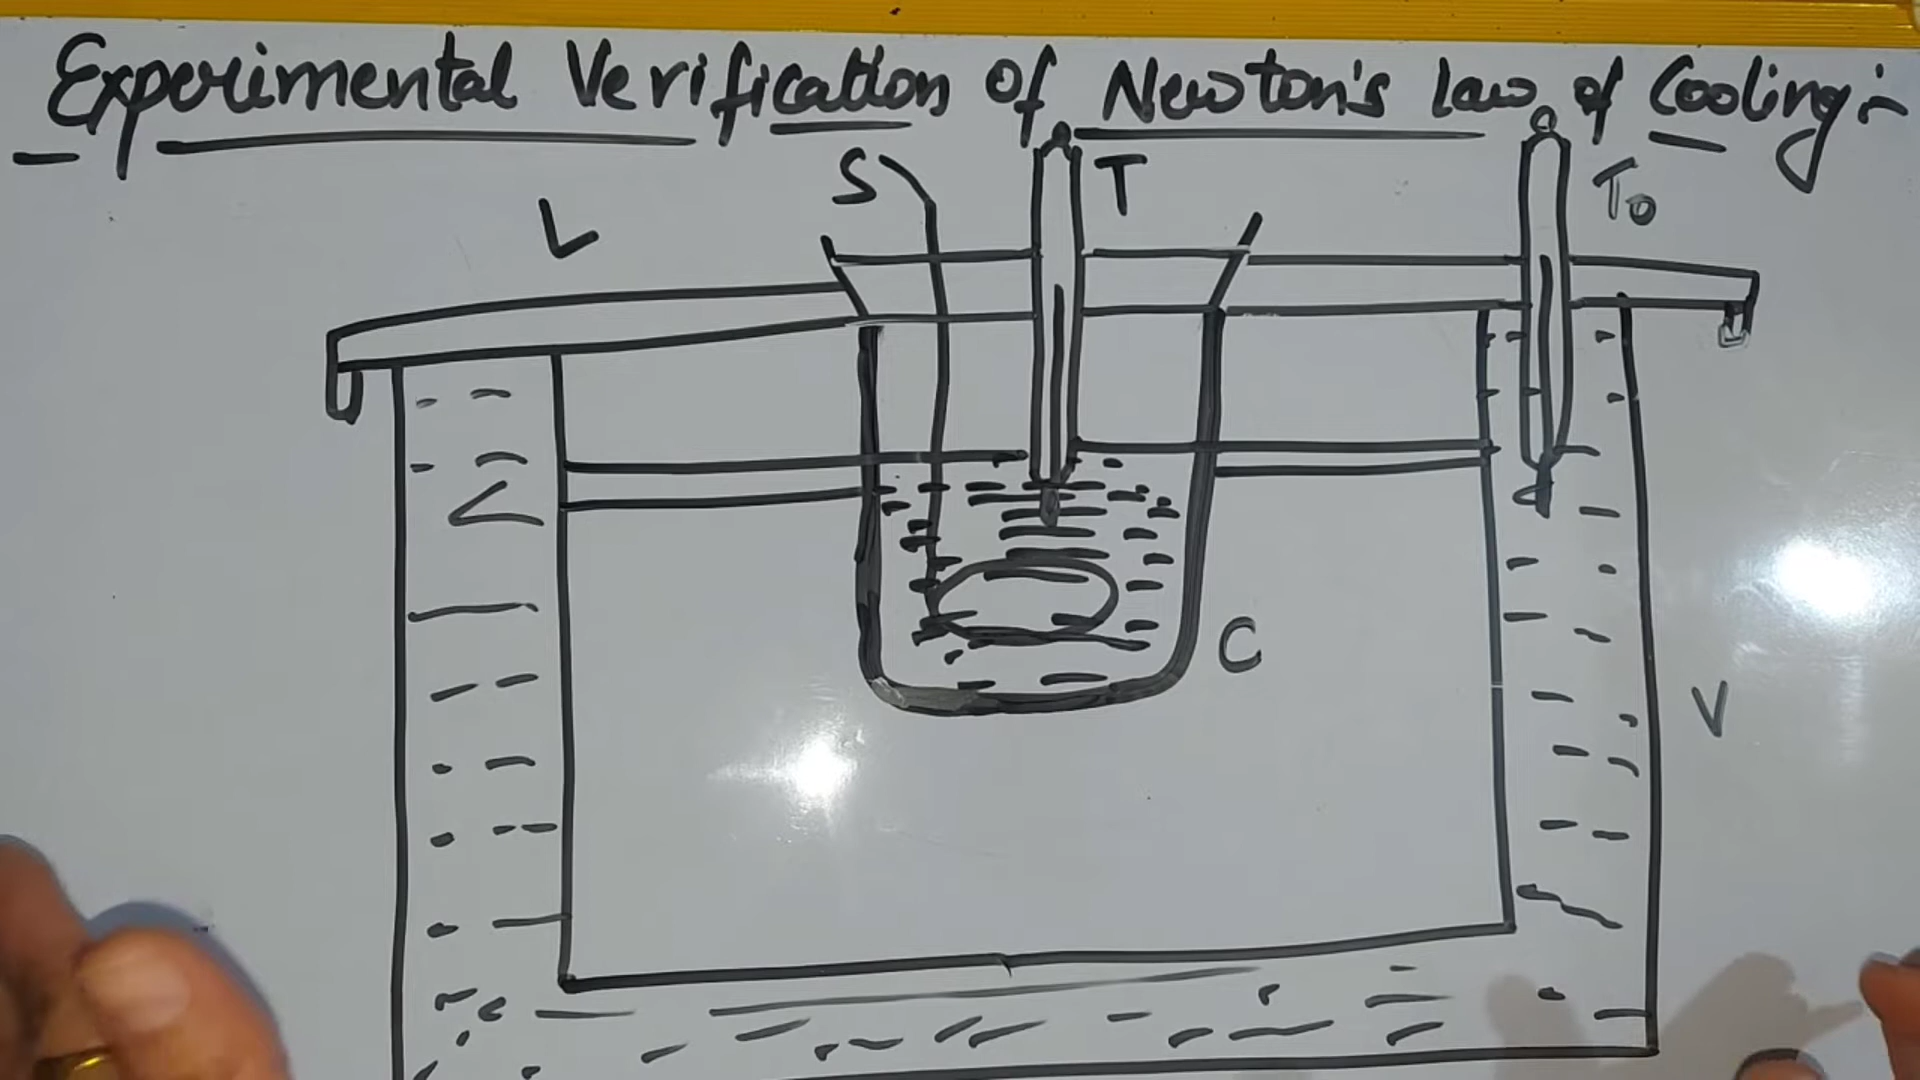 Experimental Verification of Newton's Law of Cooling:-
S T T₀
L
C
V